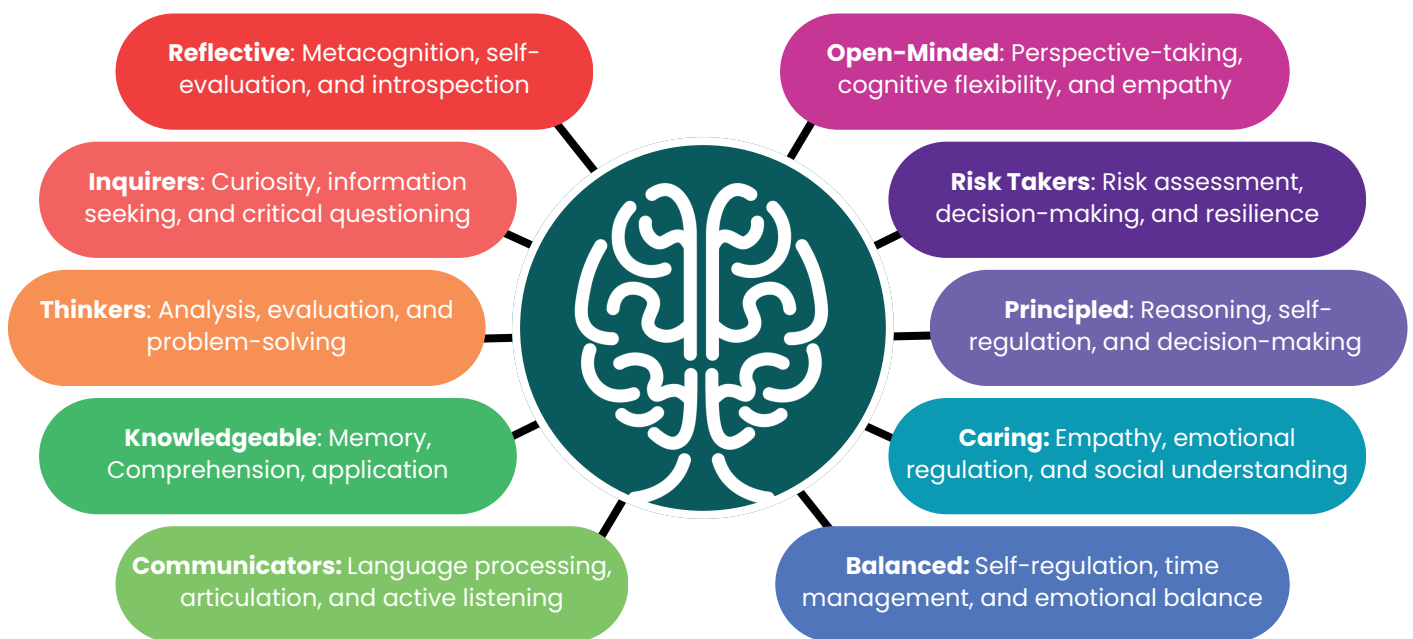 Reflective: Metacognition, self-
evaluation, and introspection
Inquirers: Curiosity, information
seeking, and critical questioning
Thinkers: Analysis, evaluation, and
problem-solving
Knowledgeable: Memory,
Comprehension, application
Communicators: Language processing,
articulation, and active listening
Open-Minded: Perspective-taking,
cognitive flexibility, and empathy
Risk Takers: Risk assessment,
decision-making, and resilience
Principled: Reasoning, self-
regulation, and decision-making
Caring: Empathy, emotional
regulation, and social understanding
Balanced: Self-regulation, time
management, and emotional balance